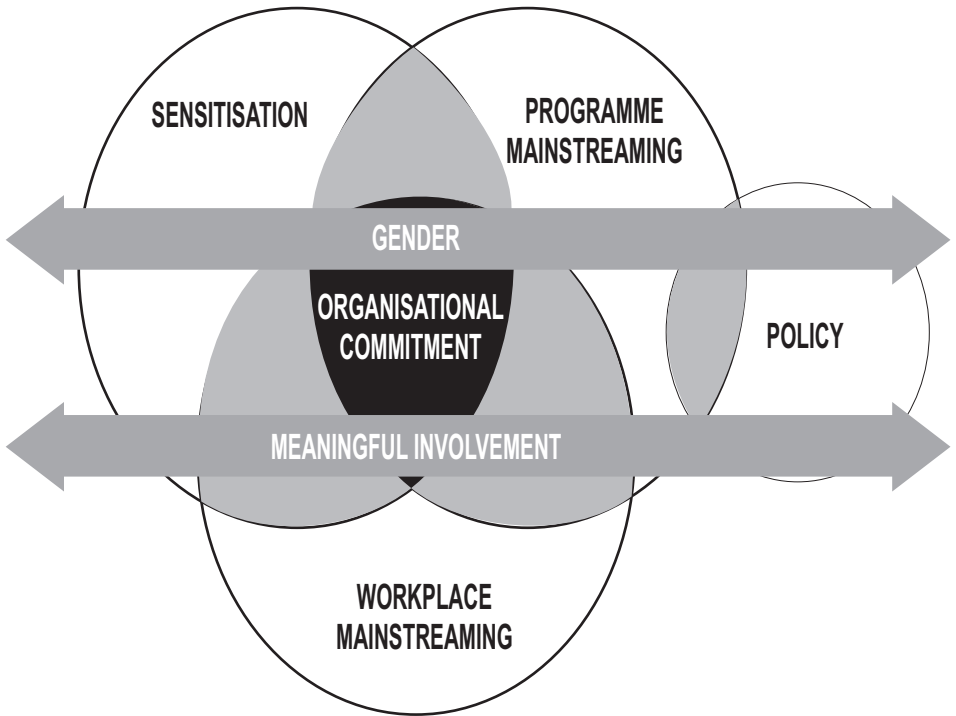 SENSITISATION
PROGRAMME
MAINSTREAMING
GENDER
ORGANISATIONAL
COMMITMENT
POLICY
MEANINGFUL INVOLVEMENT
WORKPLACE
MAINSTREAMING